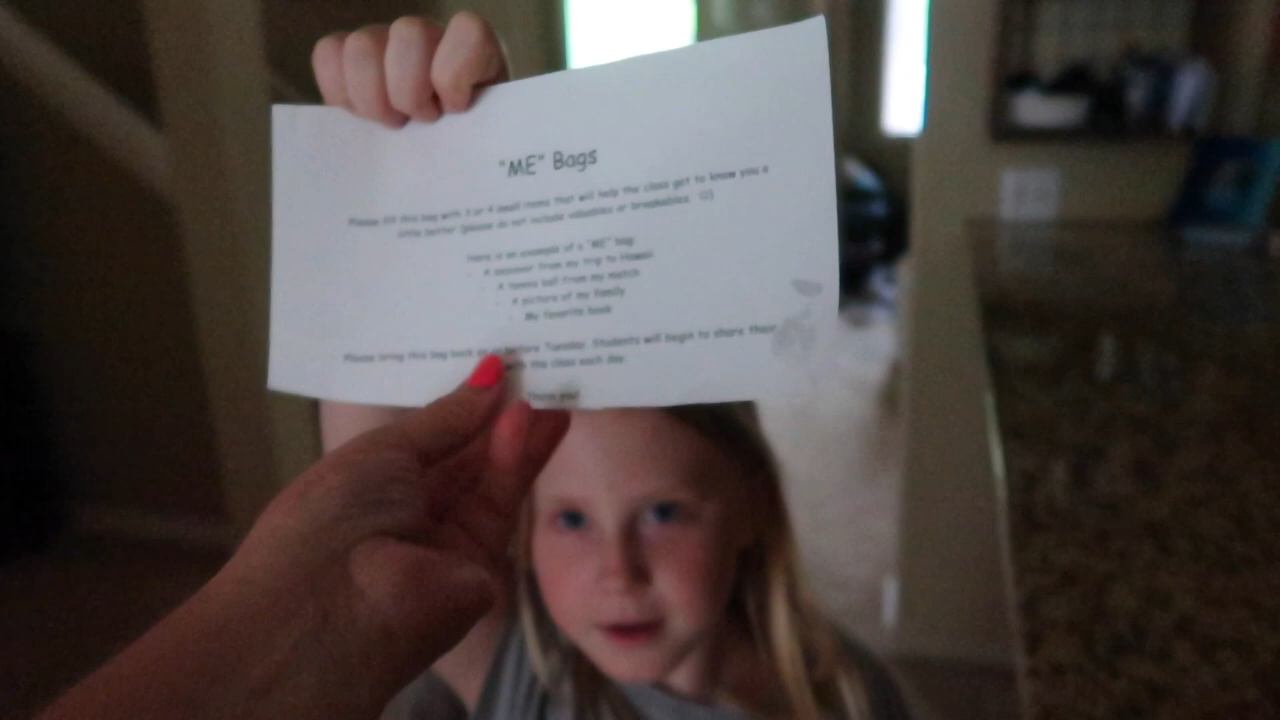 "ME" Bags
Please fill this bag with 3 or 4 small items that will help the class get to know you a
little better (please do not include valuables or breakables. ☺)
Here is an example of a "ME" bag:
- A souvenir from my trip to Hawaii
- A tennis ball from my match
- A picture of my family
- My favorite book
Please bring this bag back on or before Tuesday. Students will begin to share their
with the class each day.
Thank you!